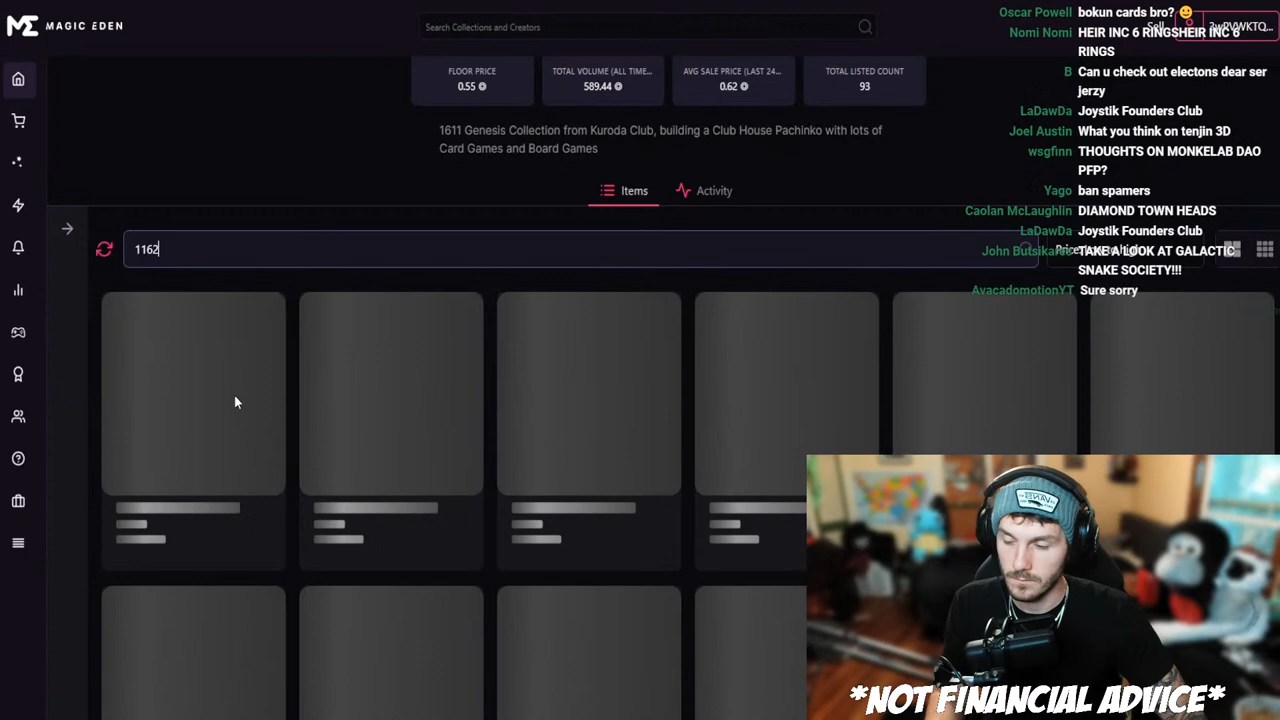 MAGIC EDEN
Search Collections and Creators
Sell
FLOOR PRICE
0.55
TOTAL VOLUME (ALL TIME...
589.44
AVG SALE PRICE (LAST 24...
0.62
TOTAL LISTED COUNT
93
1611 Genesis Collection from Kuroda Club, building a Club House Pachinko with lots of
Card Games and Board Games
Items
Activity
1162
Oscar Powell bokun cards bro? 🙂
Nomi Nomi HEIR INC 6 RINGSHEIR INC 6
RINGS
B Can u check out electons dear ser
jerzy
LaDawDa Joystik Founders Club
Joel Austin What you think on tenjin 3D
wsgfinn THOUGHTS ON MONKELAB DAO
PFP?
Yago ban spamers
Caolan McLaughlin DIAMOND TOWN HEADS
LaDawDa Joystik Founders Club
John Butsikares TAKE A LOOK AT GALACTIC
SNAKE SOCIETY!!!
AvacadomotionYT Sure sorry
*NOT FINANCIAL ADVICE*